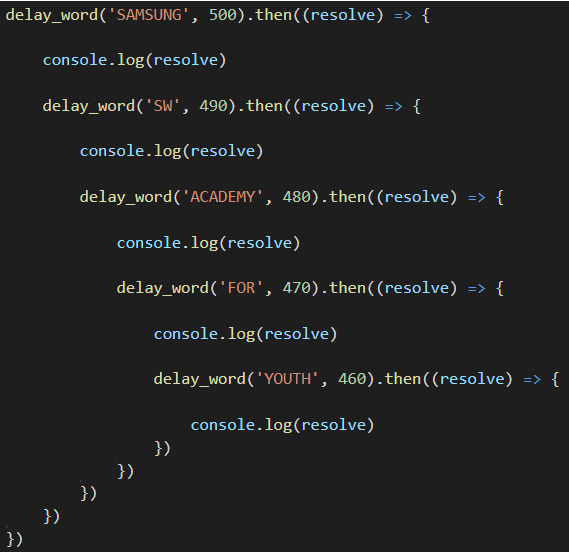 delay_word('SAMSUNG', 500).then((resolve) => {
console.log(resolve)
delay_word('SW', 490).then((resolve) => {
console.log(resolve)
delay_word('ACADEMY', 480).then((resolve) => {
console.log(resolve)
delay_word('FOR', 470).then((resolve) => {
console.log(resolve)
delay_word('YOUTH', 460).then((resolve) => {
console.log(resolve)
})
})
})
})
})